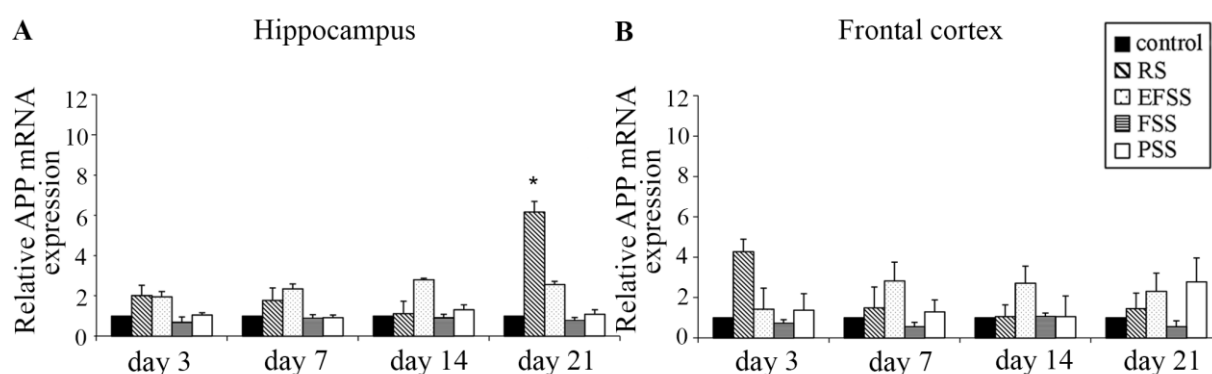 A
Hippocampus
Relative APP mRNA
expression
12
10
8
6
4
2
0
*
day 3
day 7
day 14
day 21
B
Frontal cortex
control
RS
EFSS
FSS
PSS
Relative APP mRNA
expression
12
10
8
6
4
2
0
day 3
day 7
day 14
day 21